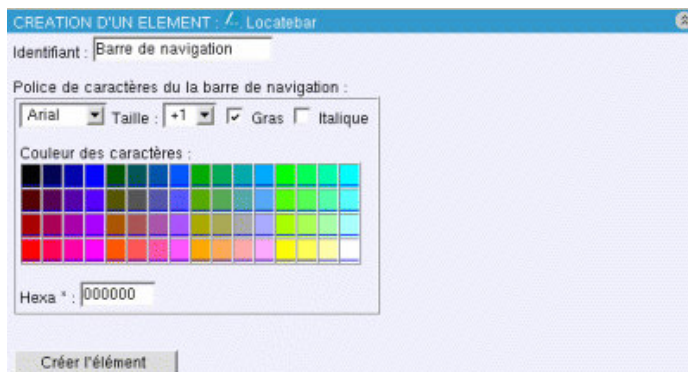 CREATION D'UN ELEMENT : Locatebar
Identifiant : Barre de navigation
Police de caractères du la barre de navigation :
Arial Taille : +1 Gras Italique
Couleur des caractères :
Hexa * : 000000
Créer l'élément